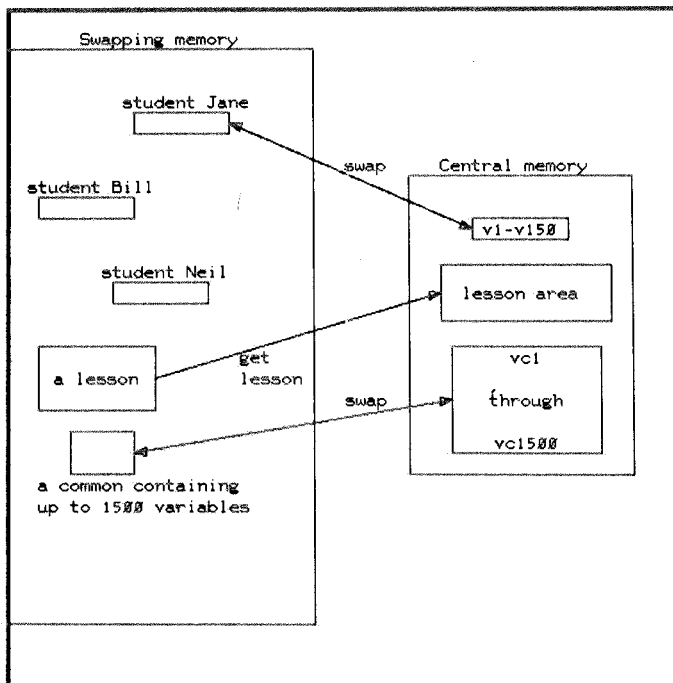 Swapping memory
student Jane
swap
Central memory
student Bill
v1-v150
student Neil
lesson area
a lesson
get
lesson
vc1
through
vc1500
swap
a common containing
up to 1500 variables